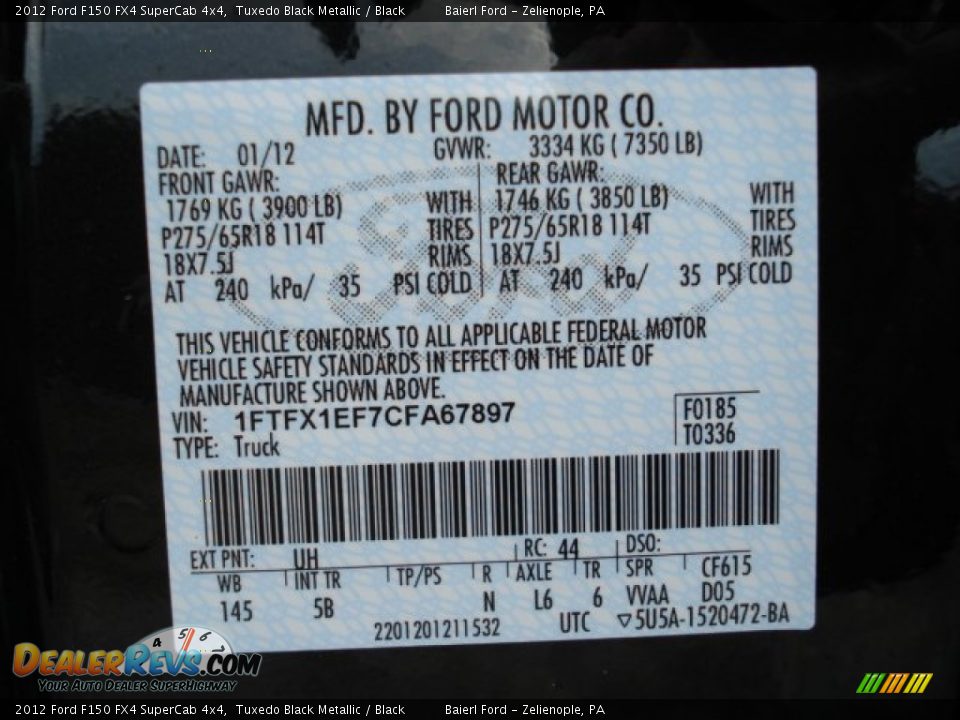 2012 Ford F150 FX4 SuperCab 4x4, Tuxedo Black Metallic / Black Baierl Ford - Zelienople, PA
MFD. BY FORD MOTOR CO.
DATE: 01/12 GVWR: 3334 KG ( 7350 LB)
FRONT GAWR: REAR GAWR:
1769 KG ( 3900 LB) WITH 1746 KG ( 3850 LB) WITH
P275/65R18 114T TIRES P275/65R18 114T TIRES
18X7.5J RIMS 18X7.5J RIMS
AT 240 kPa/ 35 PSI COLD AT 240 kPa/ 35 PSI COLD
Ford
THIS VEHICLE CONFORMS TO ALL APPLICABLE FEDERAL MOTOR
VEHICLE SAFETY STANDARDS IN EFFECT ON THE DATE OF
MANUFACTURE SHOWN ABOVE.
VIN: 1FTFX1EF7CFA67897 F0185
TYPE: Truck T0336
EXT PNT: UH RC: 44 DSO:
WB INT TR TP/PS R AXLE TR SPR CF615
145 5B N L6 6 VVAA D05
2201201211532 UTC ▽5U5A-1520472-BA
4 5 6
DEALERREVS.COM
YOUR AUTO DEALER SUPERHIGHWAY
2012 Ford F150 FX4 SuperCab 4x4, Tuxedo Black Metallic / Black Baierl Ford - Zelienople, PA